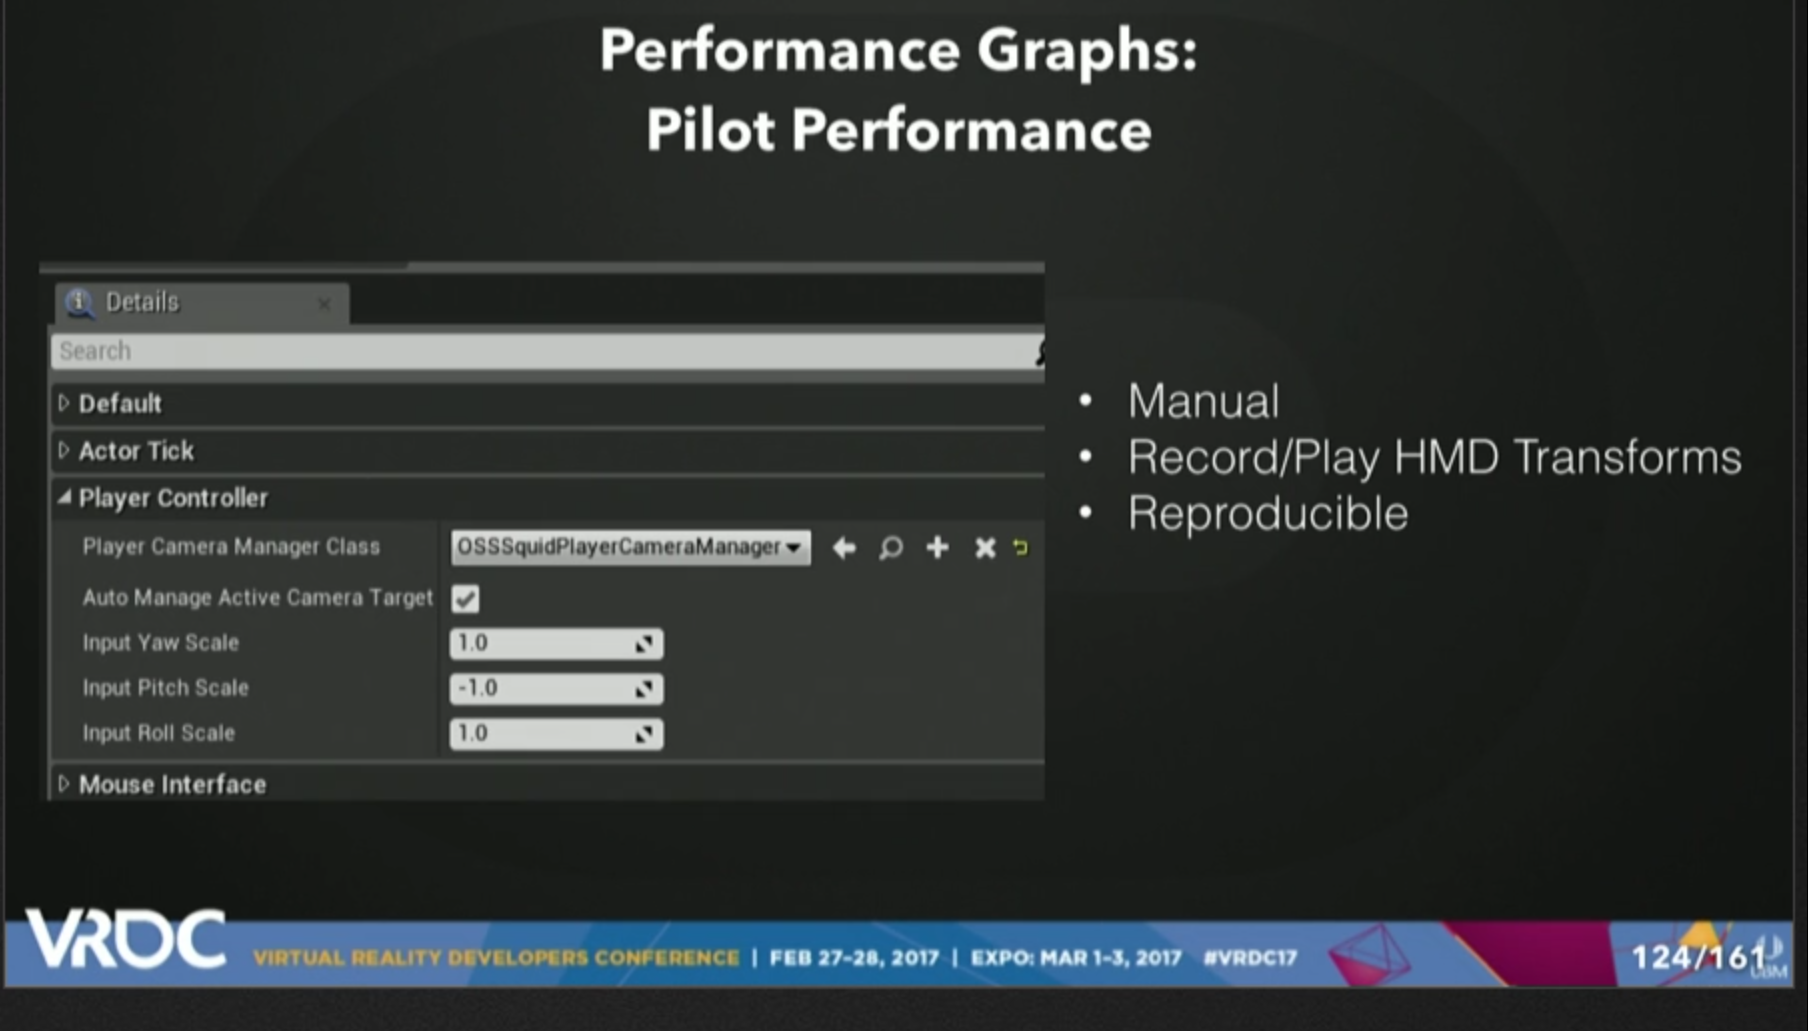 Performance Graphs:
Pilot Performance
Details
Search
Default
Actor Tick
Player Controller
Player Camera Manager Class OSSSquidPlayerCameraManager
Auto Manage Active Camera Target
Input Yaw Scale 1.0
Input Pitch Scale -1.0
Input Roll Scale 1.0
Mouse Interface
• Manual
• Record/Play HMD Transforms
• Reproducible
VRDC
VIRTUAL REALITY DEVELOPERS CONFERENCE | FEB 27-28, 2017 | EXPO: MAR 1-3, 2017 #VRDC17
124/161
UBM